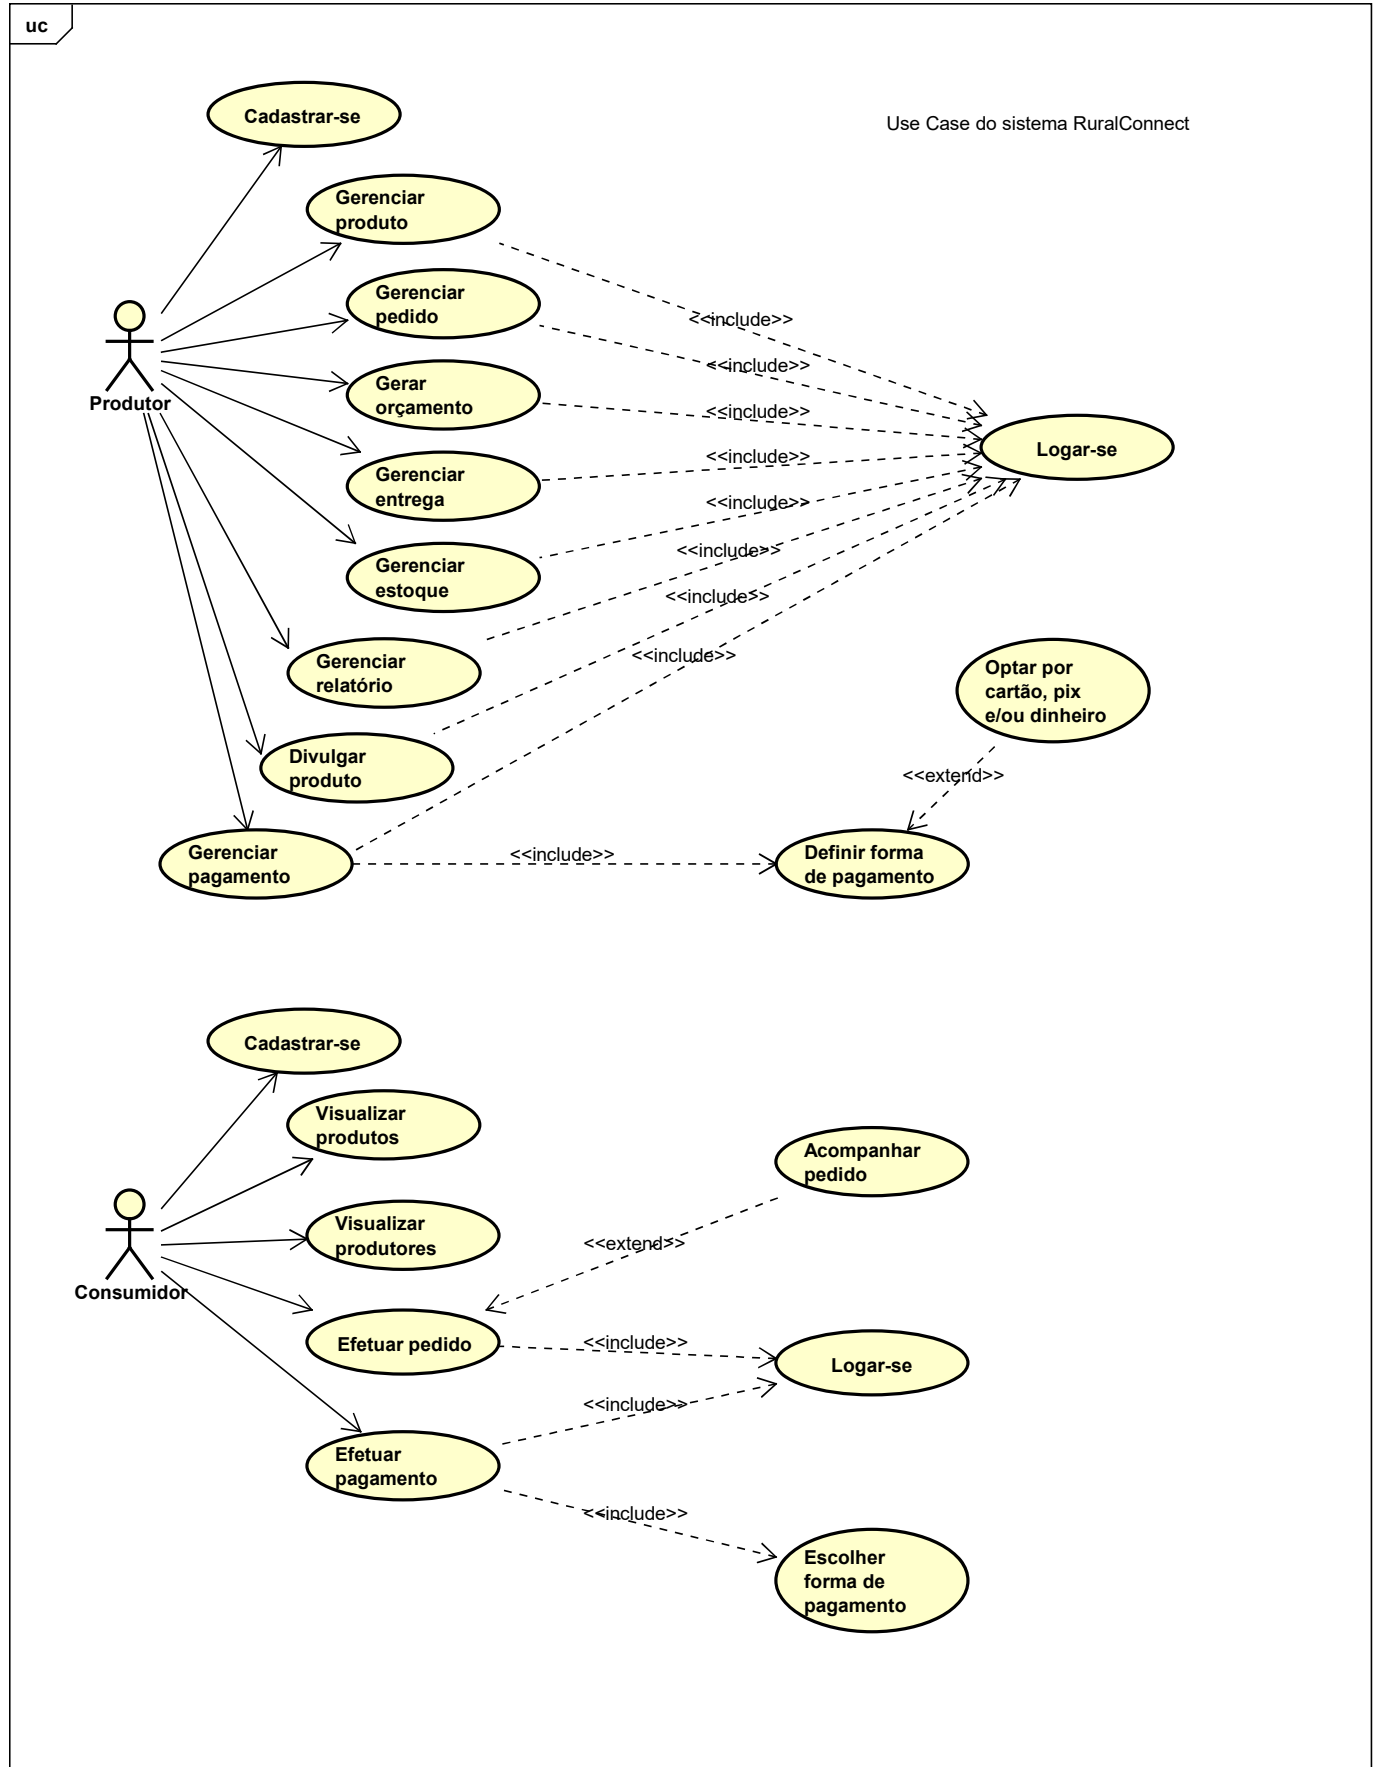 uc
Cadastrar-se
Use Case do sistema RuralConnect
Gerenciar
produto
Gerenciar
pedido
<<include>>
<<include>>
Gerar
orçamento
<<include>>
Produtor
Logar-se
Gerenciar
entrega
<<include>>
<<include>>
Gerenciar
estoque
<<include>>
<<include>>
Gerenciar
relatório
<<include>>
Optar por
cartão, pix
e/ou dinheiro
Divulgar
produto
<<extend>>
Gerenciar
pagamento
<<include>>
Definir forma
de pagamento
Cadastrar-se
Visualizar
produtos
Acompanhar
pedido
Visualizar
produtores
<<extend>>
Consumidor
Efetuar pedido
<<include>>
Logar-se
<<include>>
Efetuar
pagamento
<<include>>
Escolher
forma de
pagamento